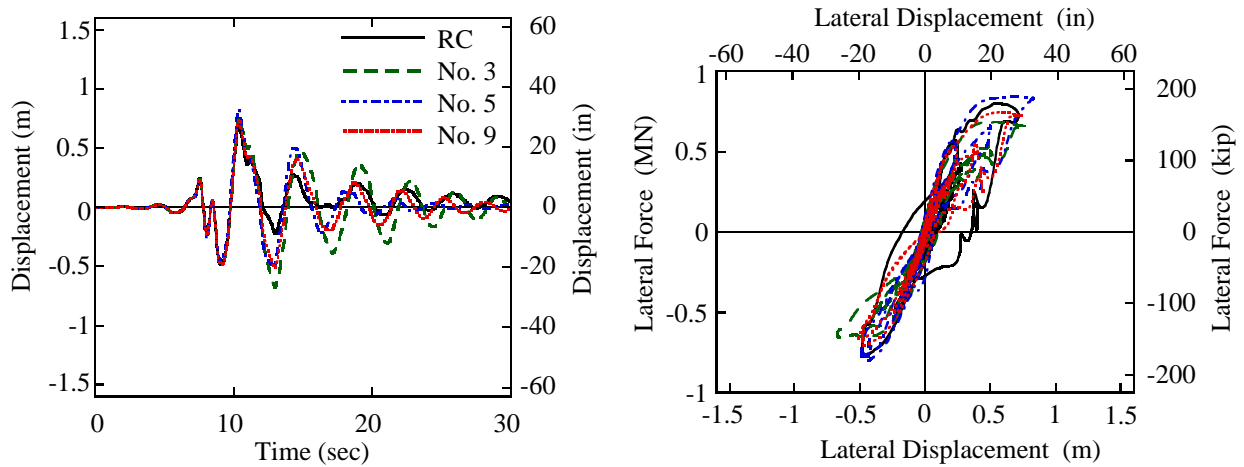 1.5
1
0.5
0
-0.5
-1
-1.5
Displacement (m)
0 10 20 30
Time (sec)
60
40
20
0
-20
-40
-60
Displacement (in)
RC
No. 3
No. 5
No. 9
Lateral Displacement (in)
-60 -40 -20 0 20 40 60
1
0.5
0
-0.5
-1
Lateral Force (MN)
200
100
0
-100
-200
Lateral Force (kip)
-1.5 -1 -0.5 0 0.5 1 1.5
Lateral Displacement (m)